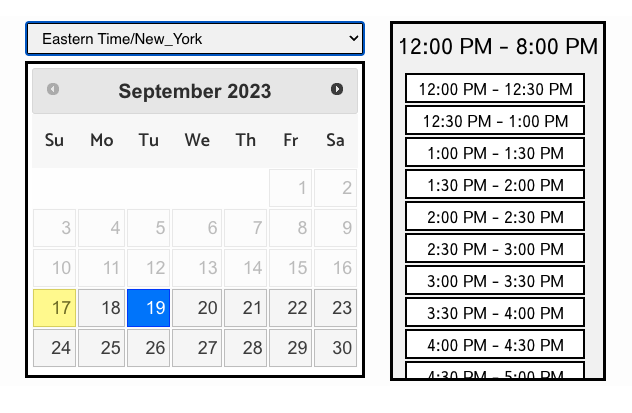 Eastern Time/New_York
September 2023
Su Mo Tu We Th Fr Sa
1 2
3 4 5 6 7 8 9
10 11 12 13 14 15 16
17 18 19 20 21 22 23
24 25 26 27 28 29 30
12:00 PM - 8:00 PM
12:00 PM - 12:30 PM
12:30 PM - 1:00 PM
1:00 PM - 1:30 PM
1:30 PM - 2:00 PM
2:00 PM - 2:30 PM
2:30 PM - 3:00 PM
3:00 PM - 3:30 PM
3:30 PM - 4:00 PM
4:00 PM - 4:30 PM
4:30 PM - 5:00 PM